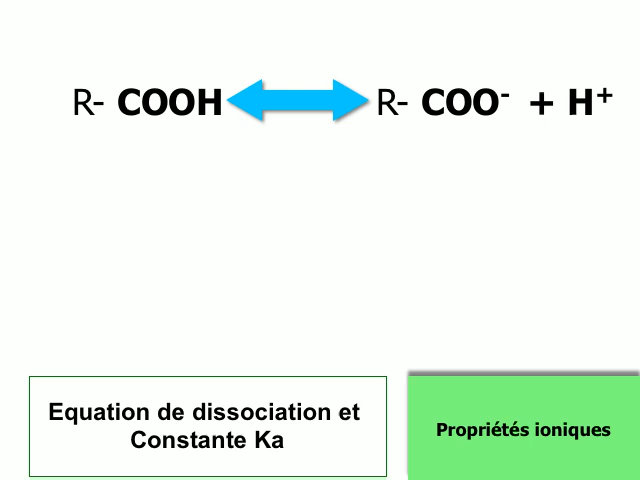 R- COOH R- COO⁻ + H⁺
Equation de dissociation et
Constante Ka
Propriétés ioniques